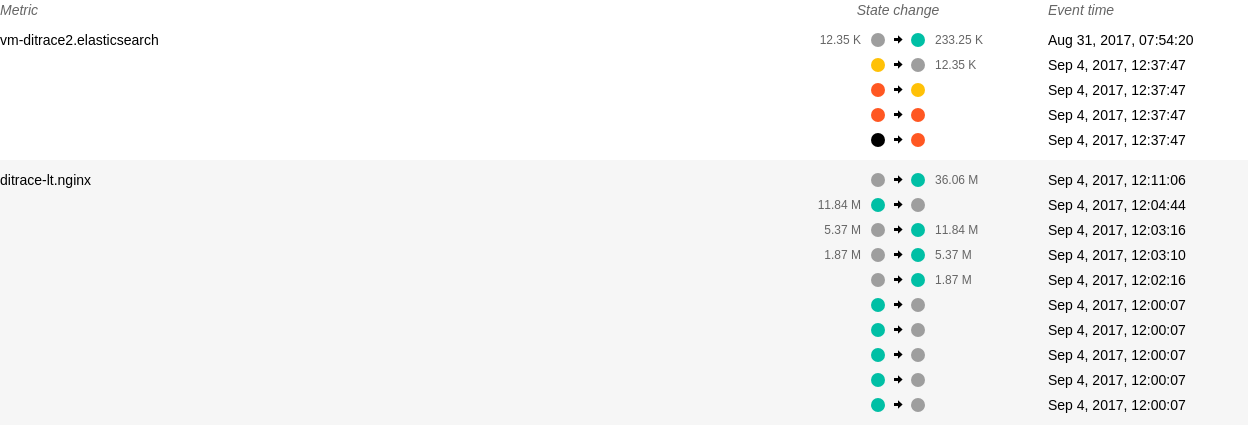 Metric State change Event time
vm-ditrace2.elasticsearch 12.35 K 233.25 K Aug 31, 2017, 07:54:20
12.35 K Sep 4, 2017, 12:37:47
Sep 4, 2017, 12:37:47
Sep 4, 2017, 12:37:47
Sep 4, 2017, 12:37:47
ditrace-lt.nginx 36.06 M Sep 4, 2017, 12:11:06
11.84 M Sep 4, 2017, 12:04:44
5.37 M 11.84 M Sep 4, 2017, 12:03:16
1.87 M 5.37 M Sep 4, 2017, 12:03:10
1.87 M Sep 4, 2017, 12:02:16
Sep 4, 2017, 12:00:07
Sep 4, 2017, 12:00:07
Sep 4, 2017, 12:00:07
Sep 4, 2017, 12:00:07
Sep 4, 2017, 12:00:07